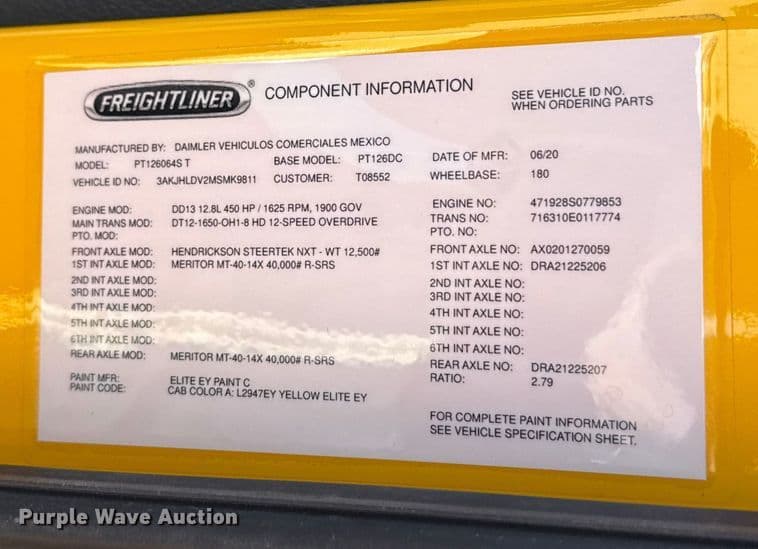 FREIGHTLINER ® COMPONENT INFORMATION SEE VEHICLE ID NO.
WHEN ORDERING PARTS
MANUFACTURED BY: DAIMLER VEHICULOS COMERCIALES MEXICO
MODEL: PT126064S T BASE MODEL: PT126DC DATE OF MFR: 06/20
VEHICLE ID NO: 3AKJHLDV2MSMK9811 CUSTOMER: T08552 WHEELBASE: 180
ENGINE MOD: DD13 12.8L 450 HP / 1625 RPM, 1900 GOV ENGINE NO: 471928S0779853
MAIN TRANS MOD: DT12-1650-OH1-8 HD 12-SPEED OVERDRIVE TRANS NO: 716310E0117774
PTO. MOD: PTO. NO:
FRONT AXLE MOD: HENDRICKSON STEERTEK NXT - WT 12,500# FRONT AXLE NO: AX0201270059
1ST INT AXLE MOD: MERITOR MT-40-14X 40,000# R-SRS 1ST INT AXLE NO: DRA21225206
2ND INT AXLE MOD: 2ND INT AXLE NO:
3RD INT AXLE MOD: 3RD INT AXLE NO:
4TH INT AXLE MOD: 4TH INT AXLE NO:
5TH INT AXLE MOD: 5TH INT AXLE NO:
6TH INT AXLE MOD: 6TH INT AXLE NO:
REAR AXLE MOD: MERITOR MT-40-14X 40,000# R-SRS REAR AXLE NO: DRA21225207
RATIO: 2.79
PAINT MFR: ELITE EY PAINT C
PAINT CODE: CAB COLOR A: L2947EY YELLOW ELITE EY
FOR COMPLETE PAINT INFORMATION
SEE VEHICLE SPECIFICATION SHEET.
Purple Wave Auction